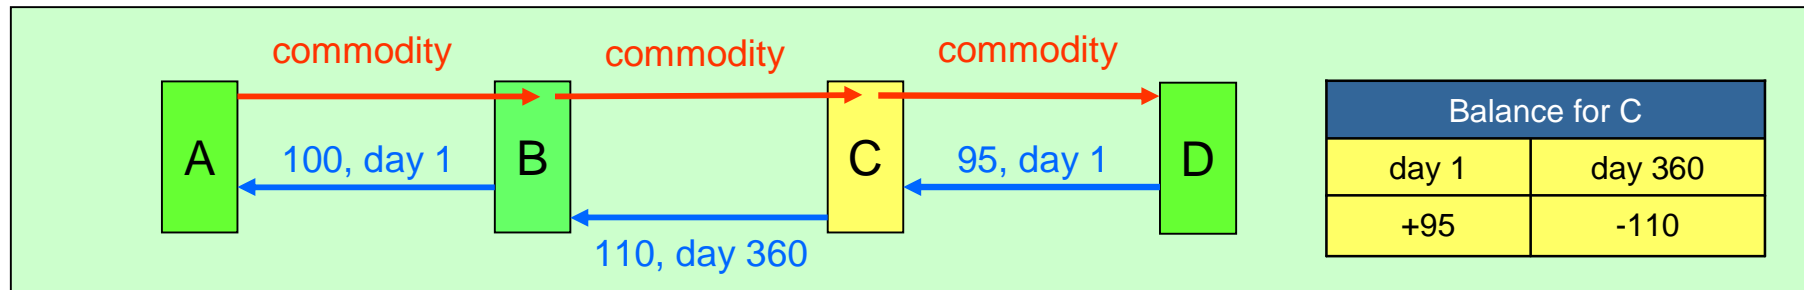 commodity
commodity
commodity
A
100, day 1
B
110, day 360
C
95, day 1
D
Balance for C
day 1 day 360
+95 -110